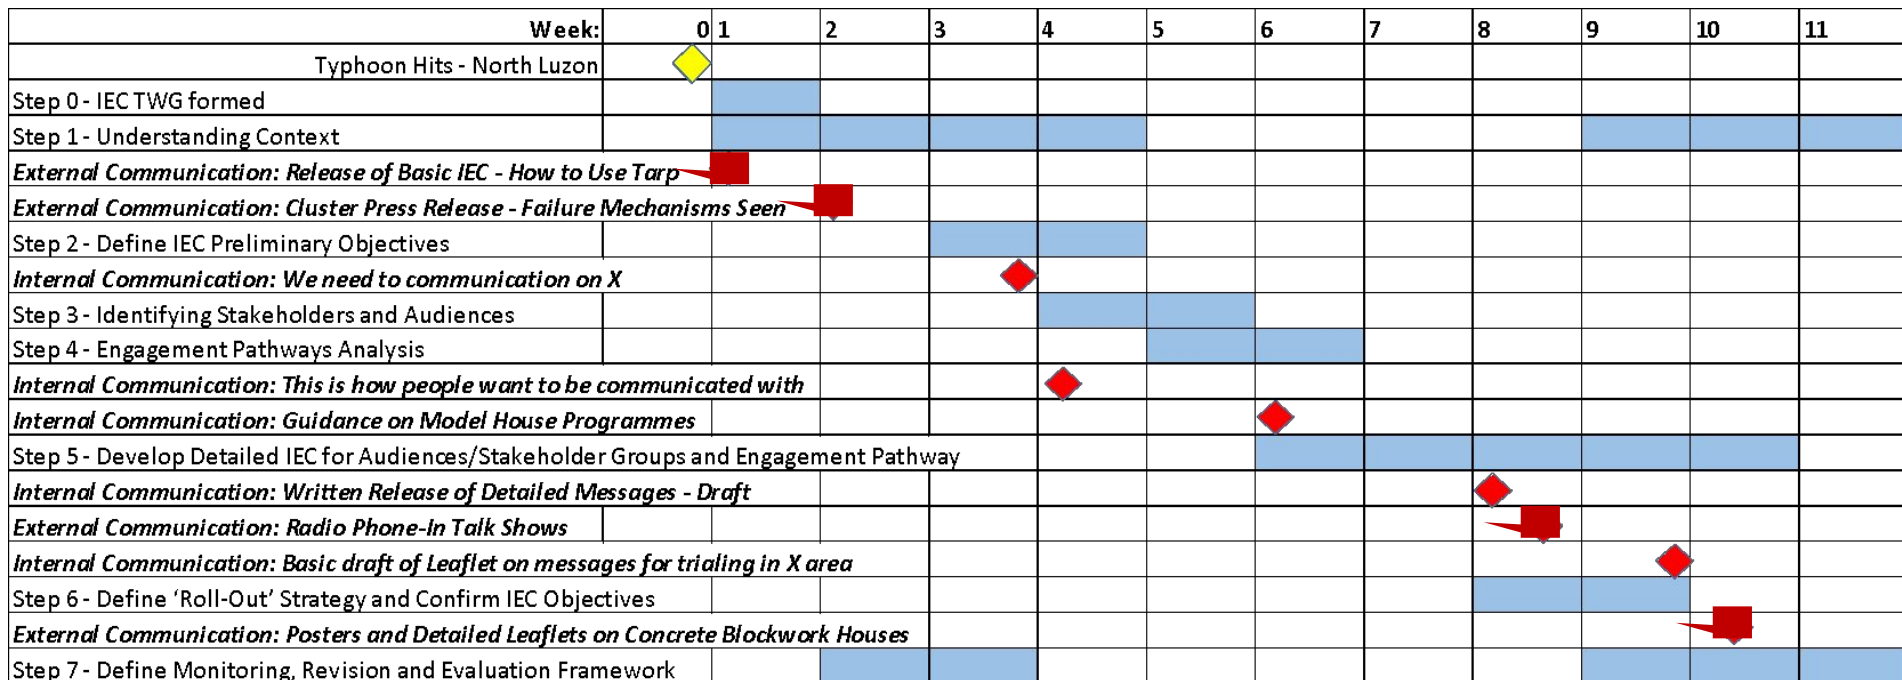 Week: 0 1 2 3 4 5 6 7 8 9 10 11
Typhoon Hits - North Luzon
Step 0 - IEC TWG formed
Step 1 - Understanding Context
External Communication: Release of Basic IEC - How to Use Tarp
External Communication: Cluster Press Release - Failure Mechanisms Seen
Step 2 - Define IEC Preliminary Objectives
Internal Communication: We need to communication on X
Step 3 - Identifying Stakeholders and Audiences
Step 4 - Engagement Pathways Analysis
Internal Communication: This is how people want to be communicated with
Internal Communication: Guidance on Model House Programmes
Step 5 - Develop Detailed IEC for Audiences/Stakeholder Groups and Engagement Pathway
Internal Communication: Written Release of Detailed Messages - Draft
External Communication: Radio Phone-In Talk Shows
Internal Communication: Basic draft of Leaflet on messages for trialing in X area
Step 6 - Define ‘Roll-Out’ Strategy and Confirm IEC Objectives
External Communication: Posters and Detailed Leaflets on Concrete Blockwork Houses
Step 7 - Define Monitoring, Revision and Evaluation Framework